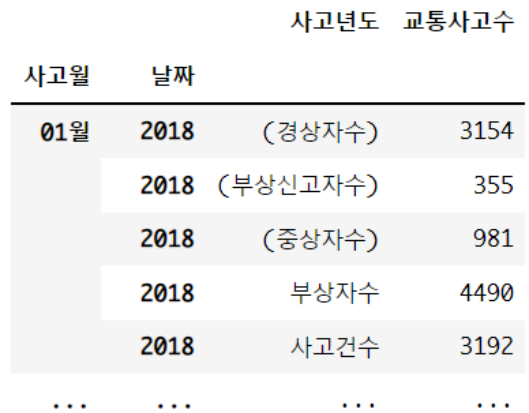 사고년도 교통사고수
사고월 날짜
01월 2018 (경상자수) 3154
2018 (부상신고자수) 355
2018 (중상자수) 981
2018 부상자수 4490
2018 사고건수 3192
... ... ... ...